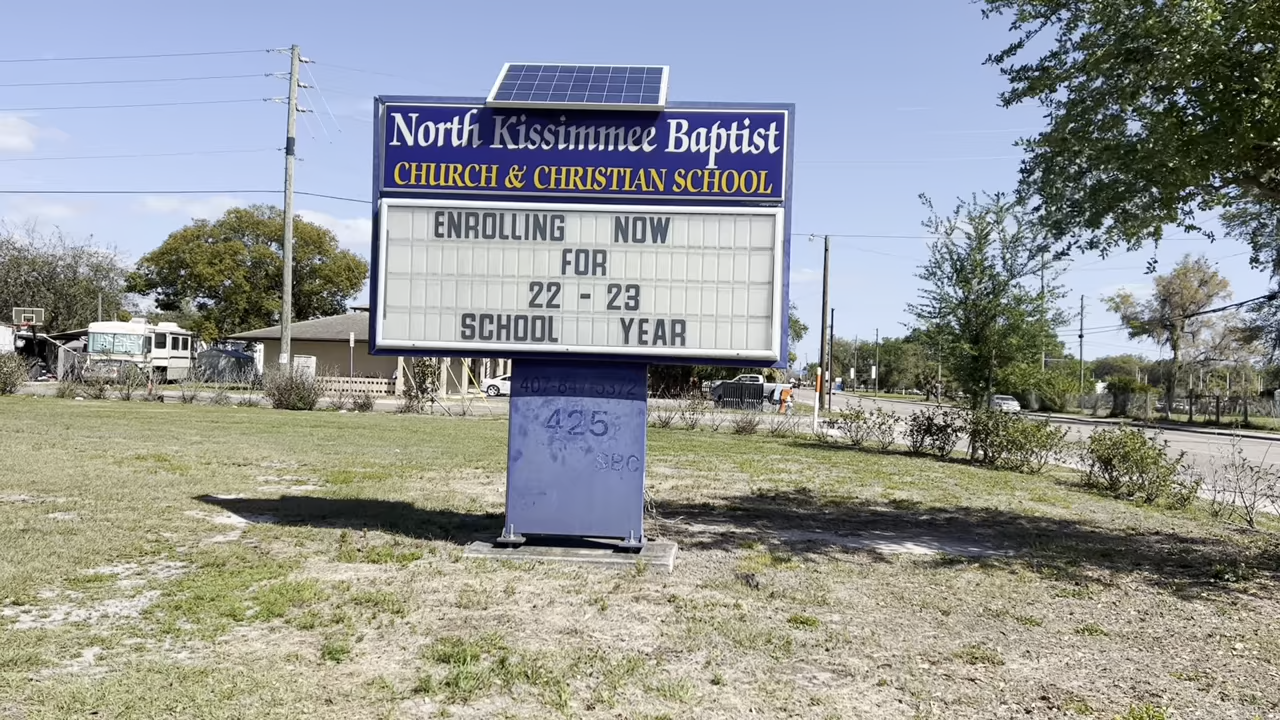 North Kissimmee Baptist
CHURCH & CHRISTIAN SCHOOL
ENROLLING NOW
FOR
22 - 23
SCHOOL YEAR
425
SBC